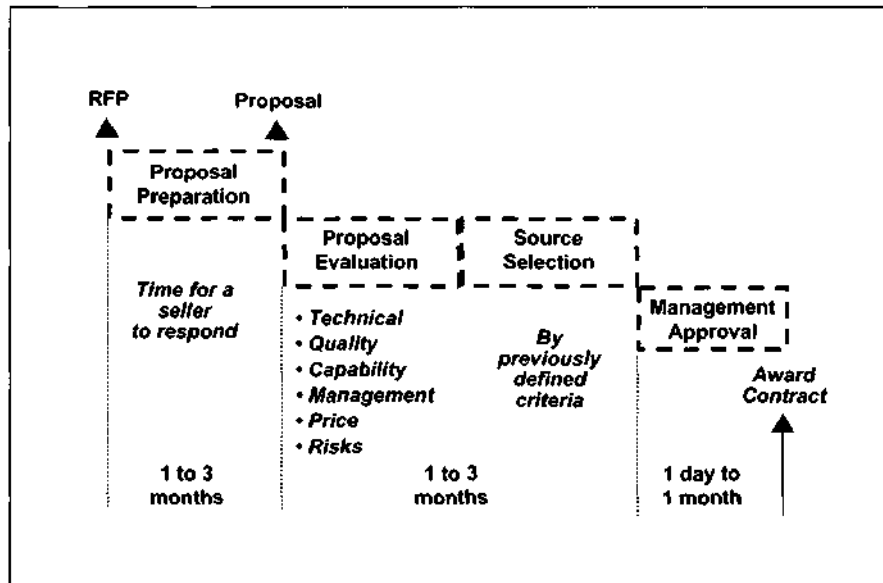 RFP
Proposal
Proposal
Preparation
Proposal
Evaluation
Source
Selection
Management
Approval
Time for a
seller
to respond
• Technical
• Quality
• Capability
• Management
• Price
• Risks
By
previously
defined
criteria
Award
Contract
1 to 3
months
1 to 3
months
1 day to
1 month